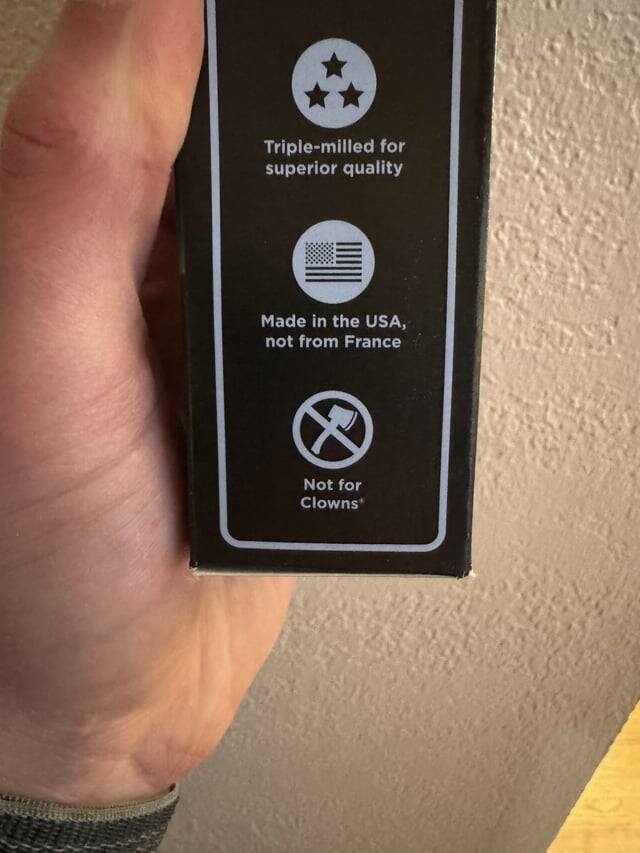 Triple-milled for
superior quality
Made in the USA,
not from France
Not for
Clowns®